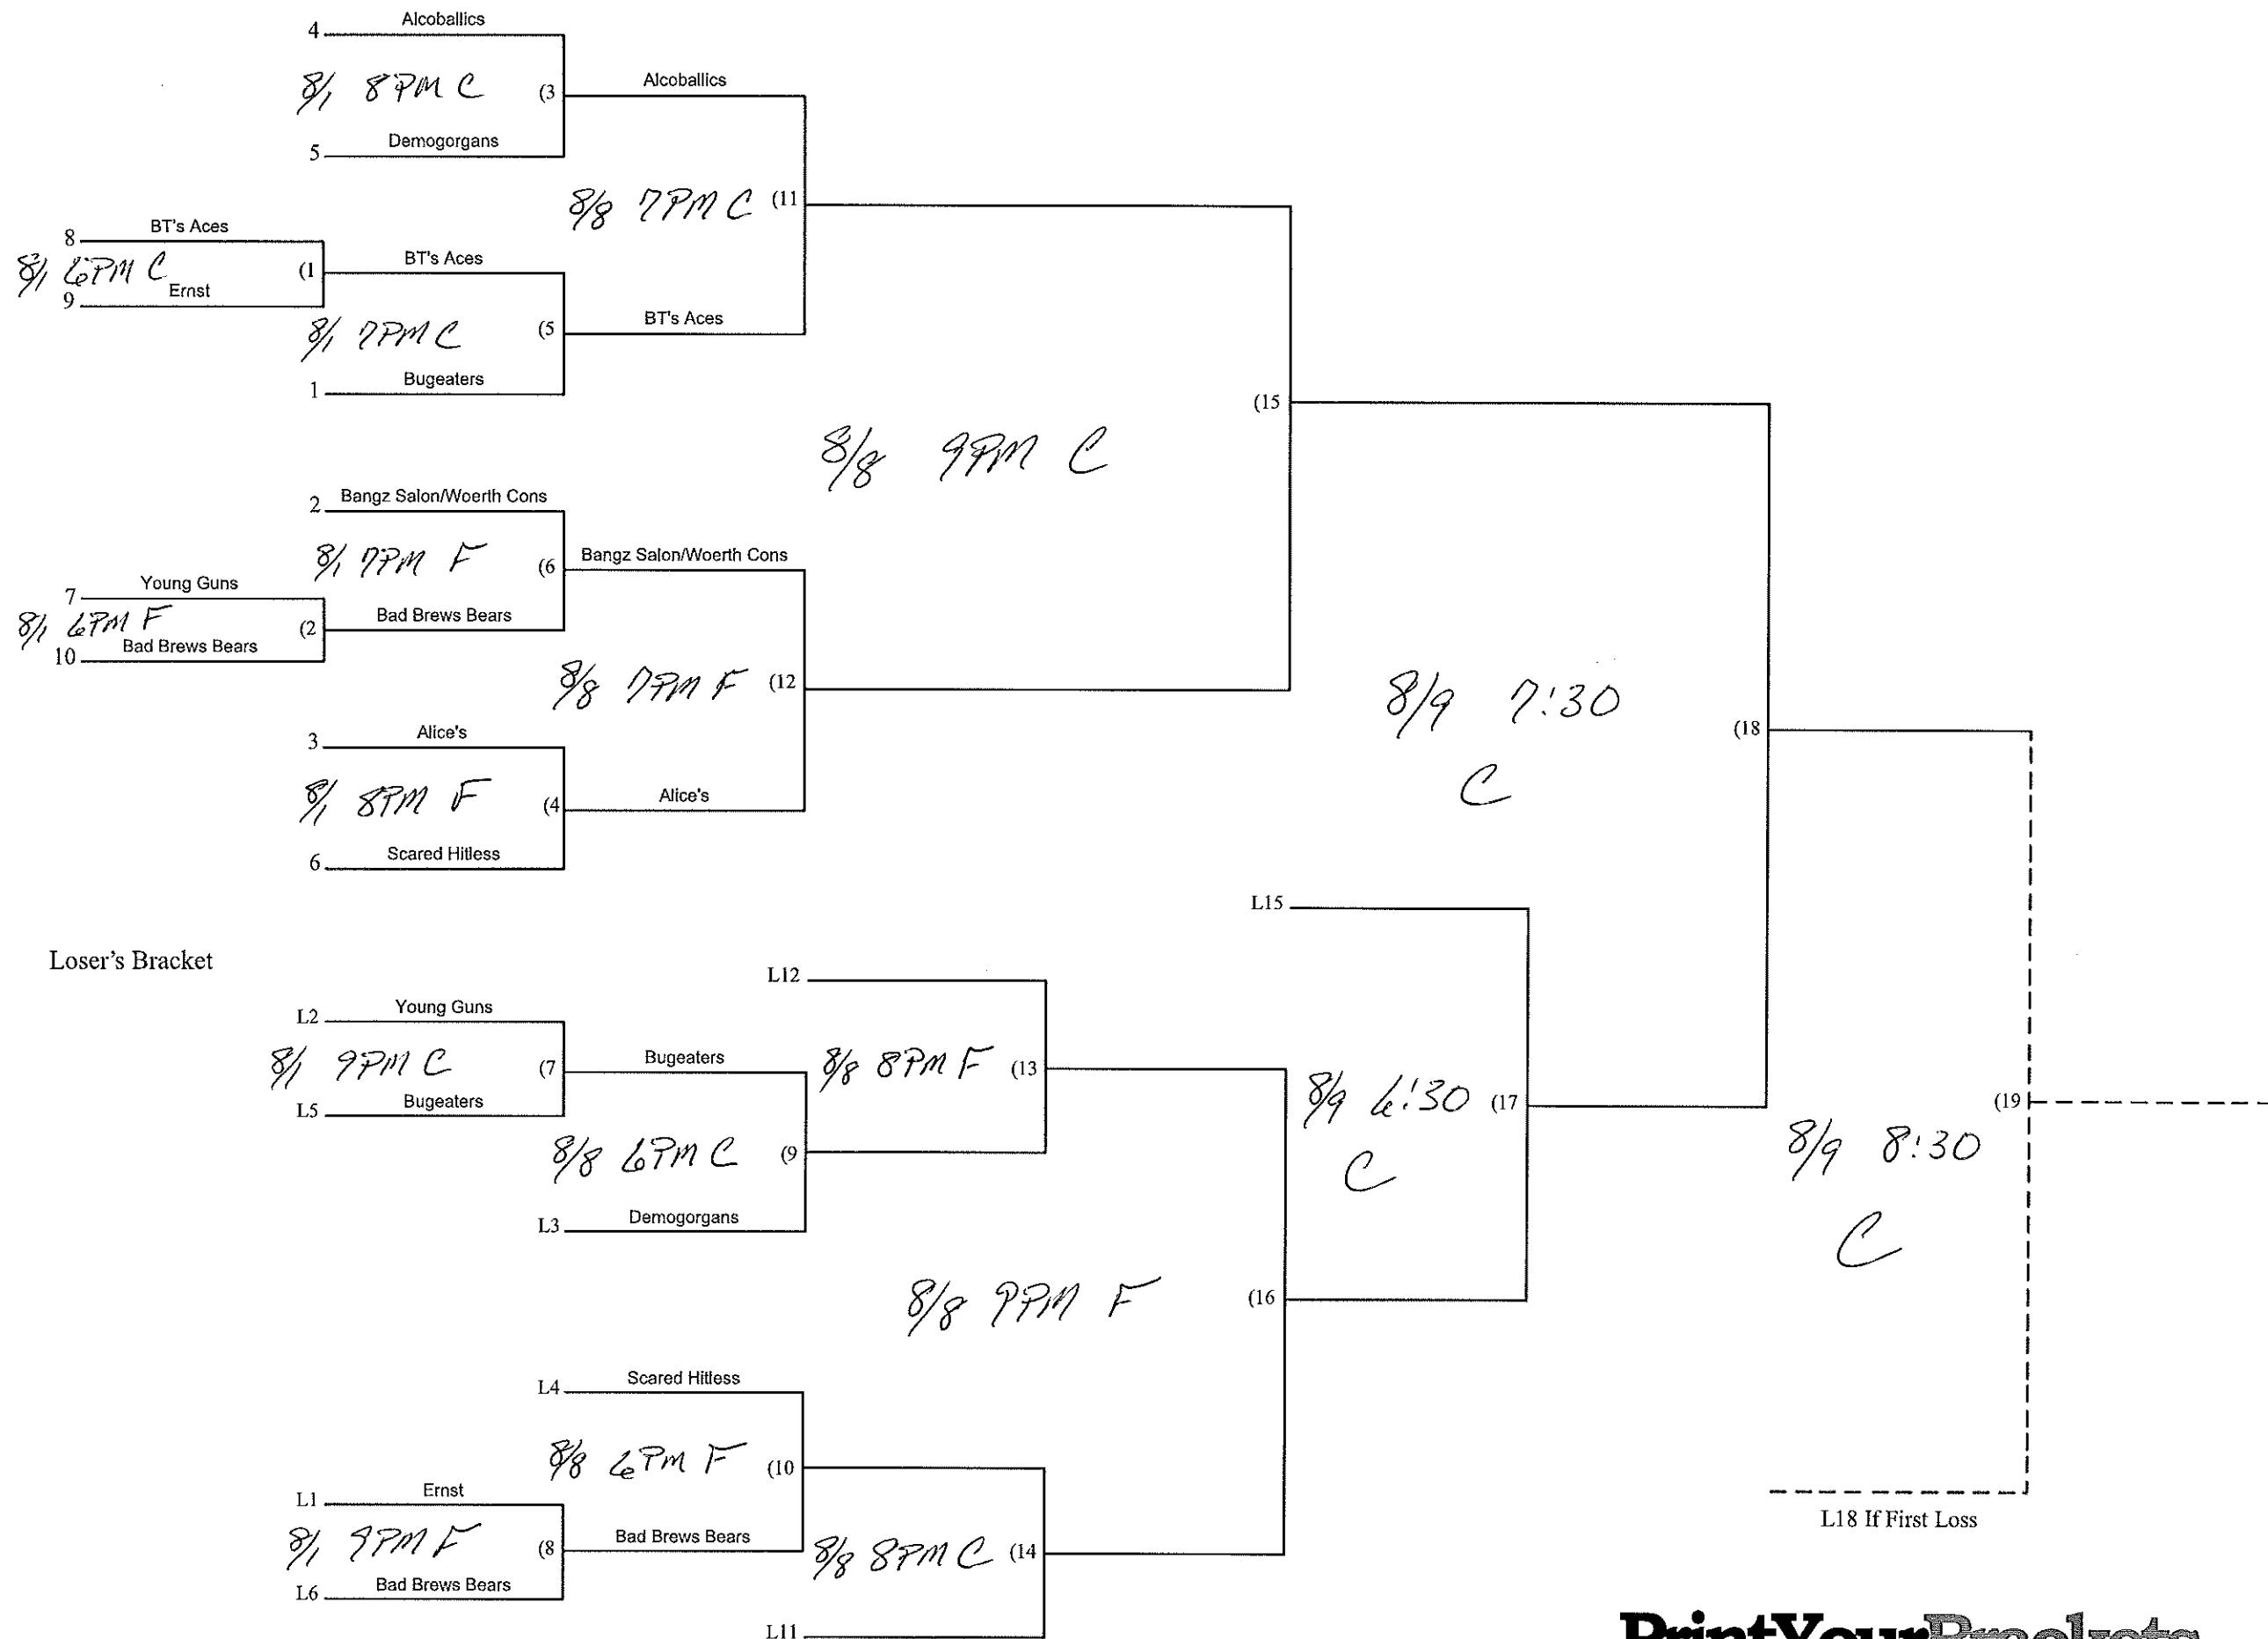 4 Alcoballics
8/1 8PM C (3 Alcoballics
5 Demogorgans
8/8 7PM C (11
8 BT's Aces
8/1 6PM C (1 BT's Aces
9 Ernst
8/1 7PM C (5 BT's Aces
1 Bugeaters
(15
8/8 9PM C
2 Bangz Salon/Woerth Cons
8/1 7PM F (6 Bangz Salon/Woerth Cons
7 Young Guns
8/1 6PM F (2 Bad Brews Bears
10 Bad Brews Bears
8/8 7PM F (12
8/9 7:30 (18
C
3 Alice's
8/1 8PM F (4 Alice's
6 Scared Hitless
L15
Loser's Bracket
L12
L2 Young Guns
8/1 9PM C (7 Bugeaters
8/8 8PM F (13
L5 Bugeaters
8/9 6:30 (17
C
(19
8/9 8:30
C
8/8 6PM C (9
L3 Demogorgans
8/8 9PM F (16
L4 Scared Hitless
8/8 6PM F (10
L1 Ernst
8/1 9PM F (8 Bad Brews Bears
L6 Bad Brews Bears
8/8 8PM C (14
L18 If First Loss
L11
PrintYourBrackets